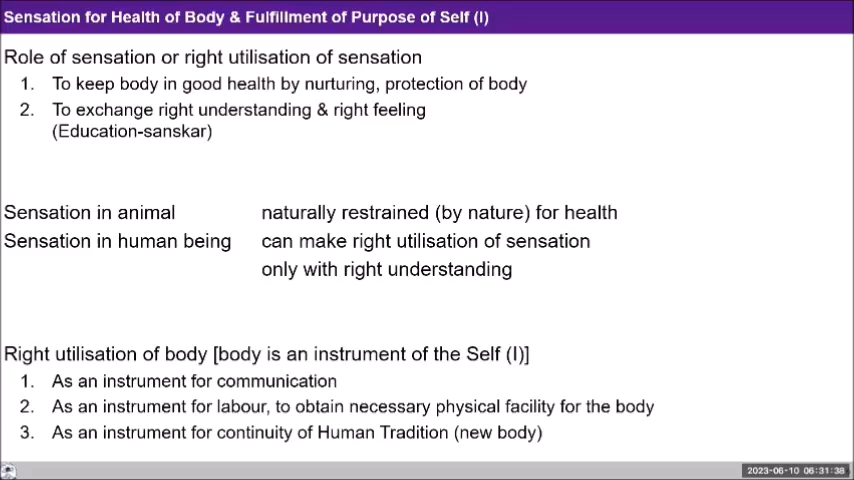 Sensation for Health of Body & Fulfillment of Purpose of Self (I)
Role of sensation or right utilisation of sensation
1. To keep body in good health by nurturing, protection of body
2. To exchange right understanding & right feeling
(Education-sanskar)
Sensation in animal naturally restrained (by nature) for health
Sensation in human being can make right utilisation of sensation
only with right understanding
Right utilisation of body [body is an instrument of the Self (I)]
1. As an instrument for communication
2. As an instrument for labour, to obtain necessary physical facility for the body
3. As an instrument for continuity of Human Tradition (new body)
2023-06-10 06:31:38